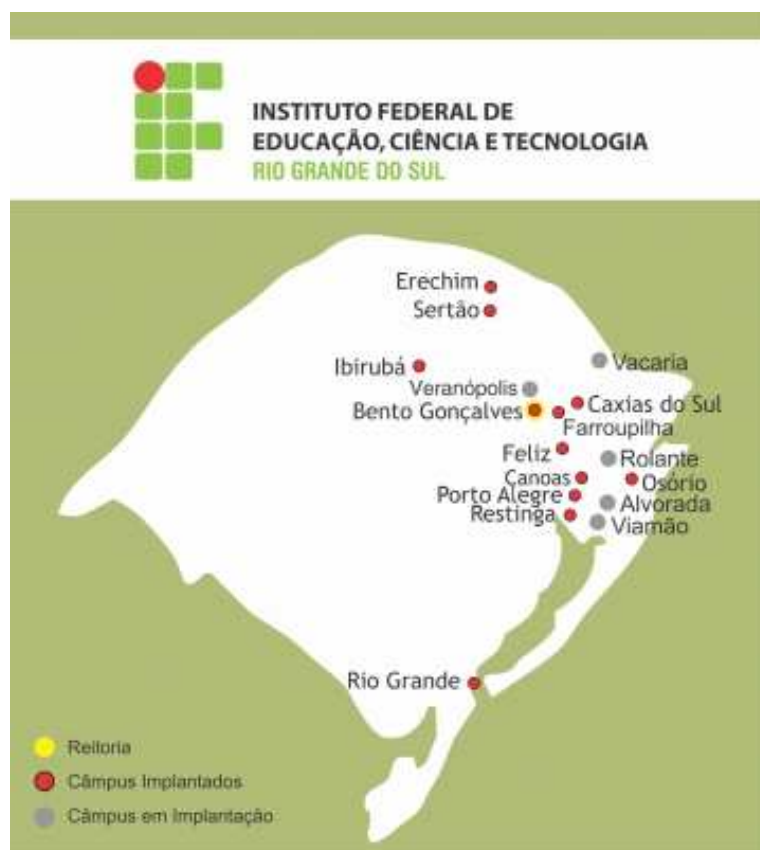 INSTITUTO FEDERAL DE
EDUCAÇÃO, CIÊNCIA E TECNOLOGIA
RIO GRANDE DO SUL
Erechim
Sertão
Ibirubá
Vacaria
Veranópolis
Bento Gonçalves
Caxias do Sul
Farroupilha
Feliz
Rolante
Canoas
Osório
Porto Alegre
Alvorada
Restinga
Viamão
Rio Grande
Reitoria
Câmpus Implantados
Câmpus em Implantação